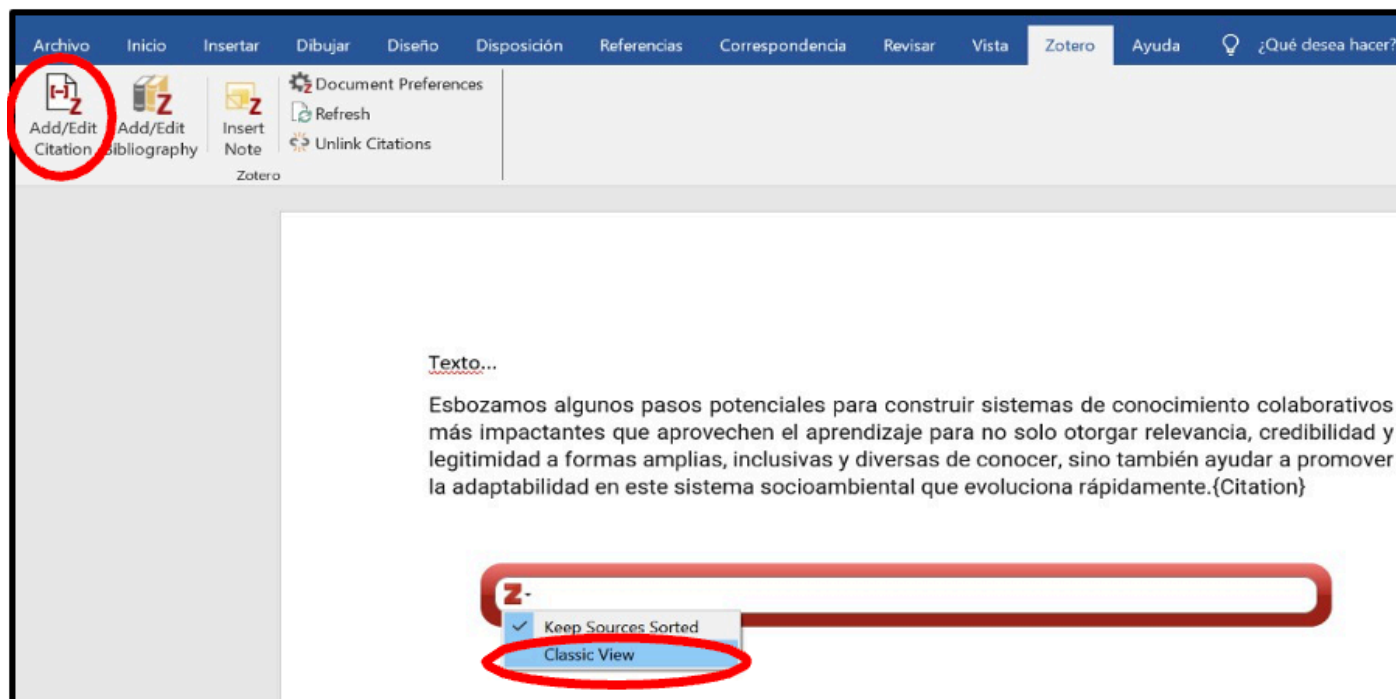 Archivo Inicio Insertar Dibujar Diseño Disposición Referencias Correspondencia Revisar Vista Zotero Ayuda ¿Qué desea hacer?
Add/Edit Citation
Add/Edit Bibliography
Insert Note
Document Preferences
Refresh
Unlink Citations
Zotero
Texto...
Esbozamos algunos pasos potenciales para construir sistemas de conocimiento colaborativos
más impactantes que aprovechen el aprendizaje para no solo otorgar relevancia, credibilidad y
legitimidad a formas amplias, inclusivas y diversas de conocer, sino también ayudar a promover
la adaptabilidad en este sistema socioambiental que evoluciona rápidamente.{Citation}
Z
Keep Sources Sorted
Classic View